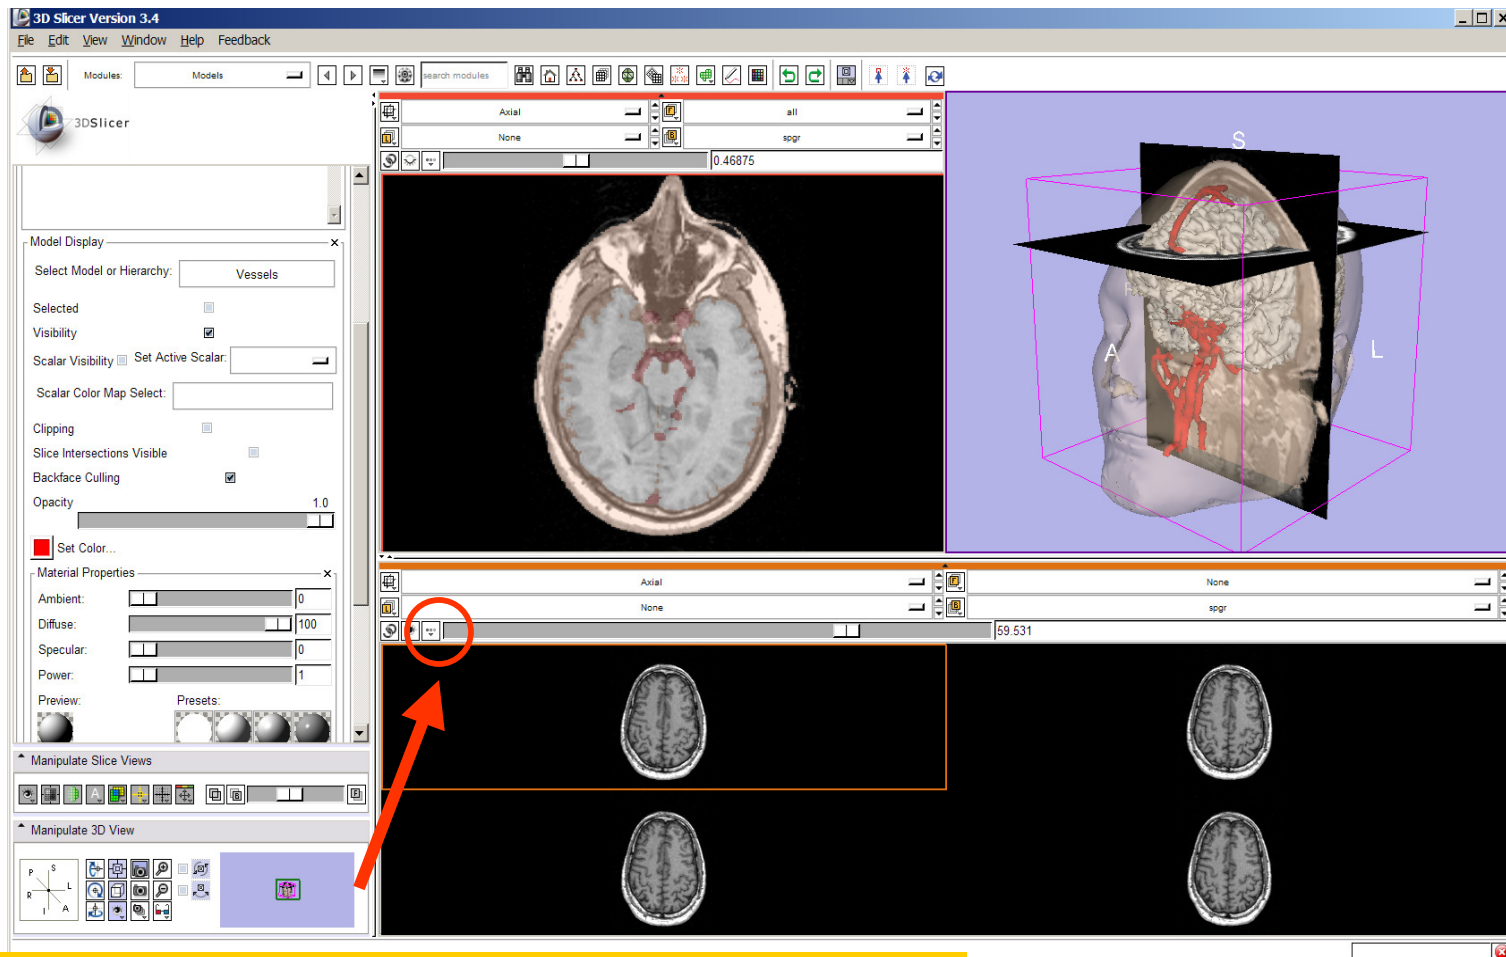 3D Slicer Version 3.4
File Edit View Window Help Feedback
Modules: Models search modules
3DSlicer
Axial all
None spgr
0.46875
S
R
A
L
Model Display
Select Model or Hierarchy: Vessels
Selected
Visibility
Scalar Visibility Set Active Scalar:
Scalar Color Map Select:
Clipping
Slice Intersections Visible
Backface Culling
Opacity 1.0
Set Color...
Material Properties
Ambient: 0
Diffuse: 100
Specular: 0
Power: 1
Preview: Presets:
Axial None
None spgr
59.531
Manipulate Slice Views
Manipulate 3D View
P S
R L
I A